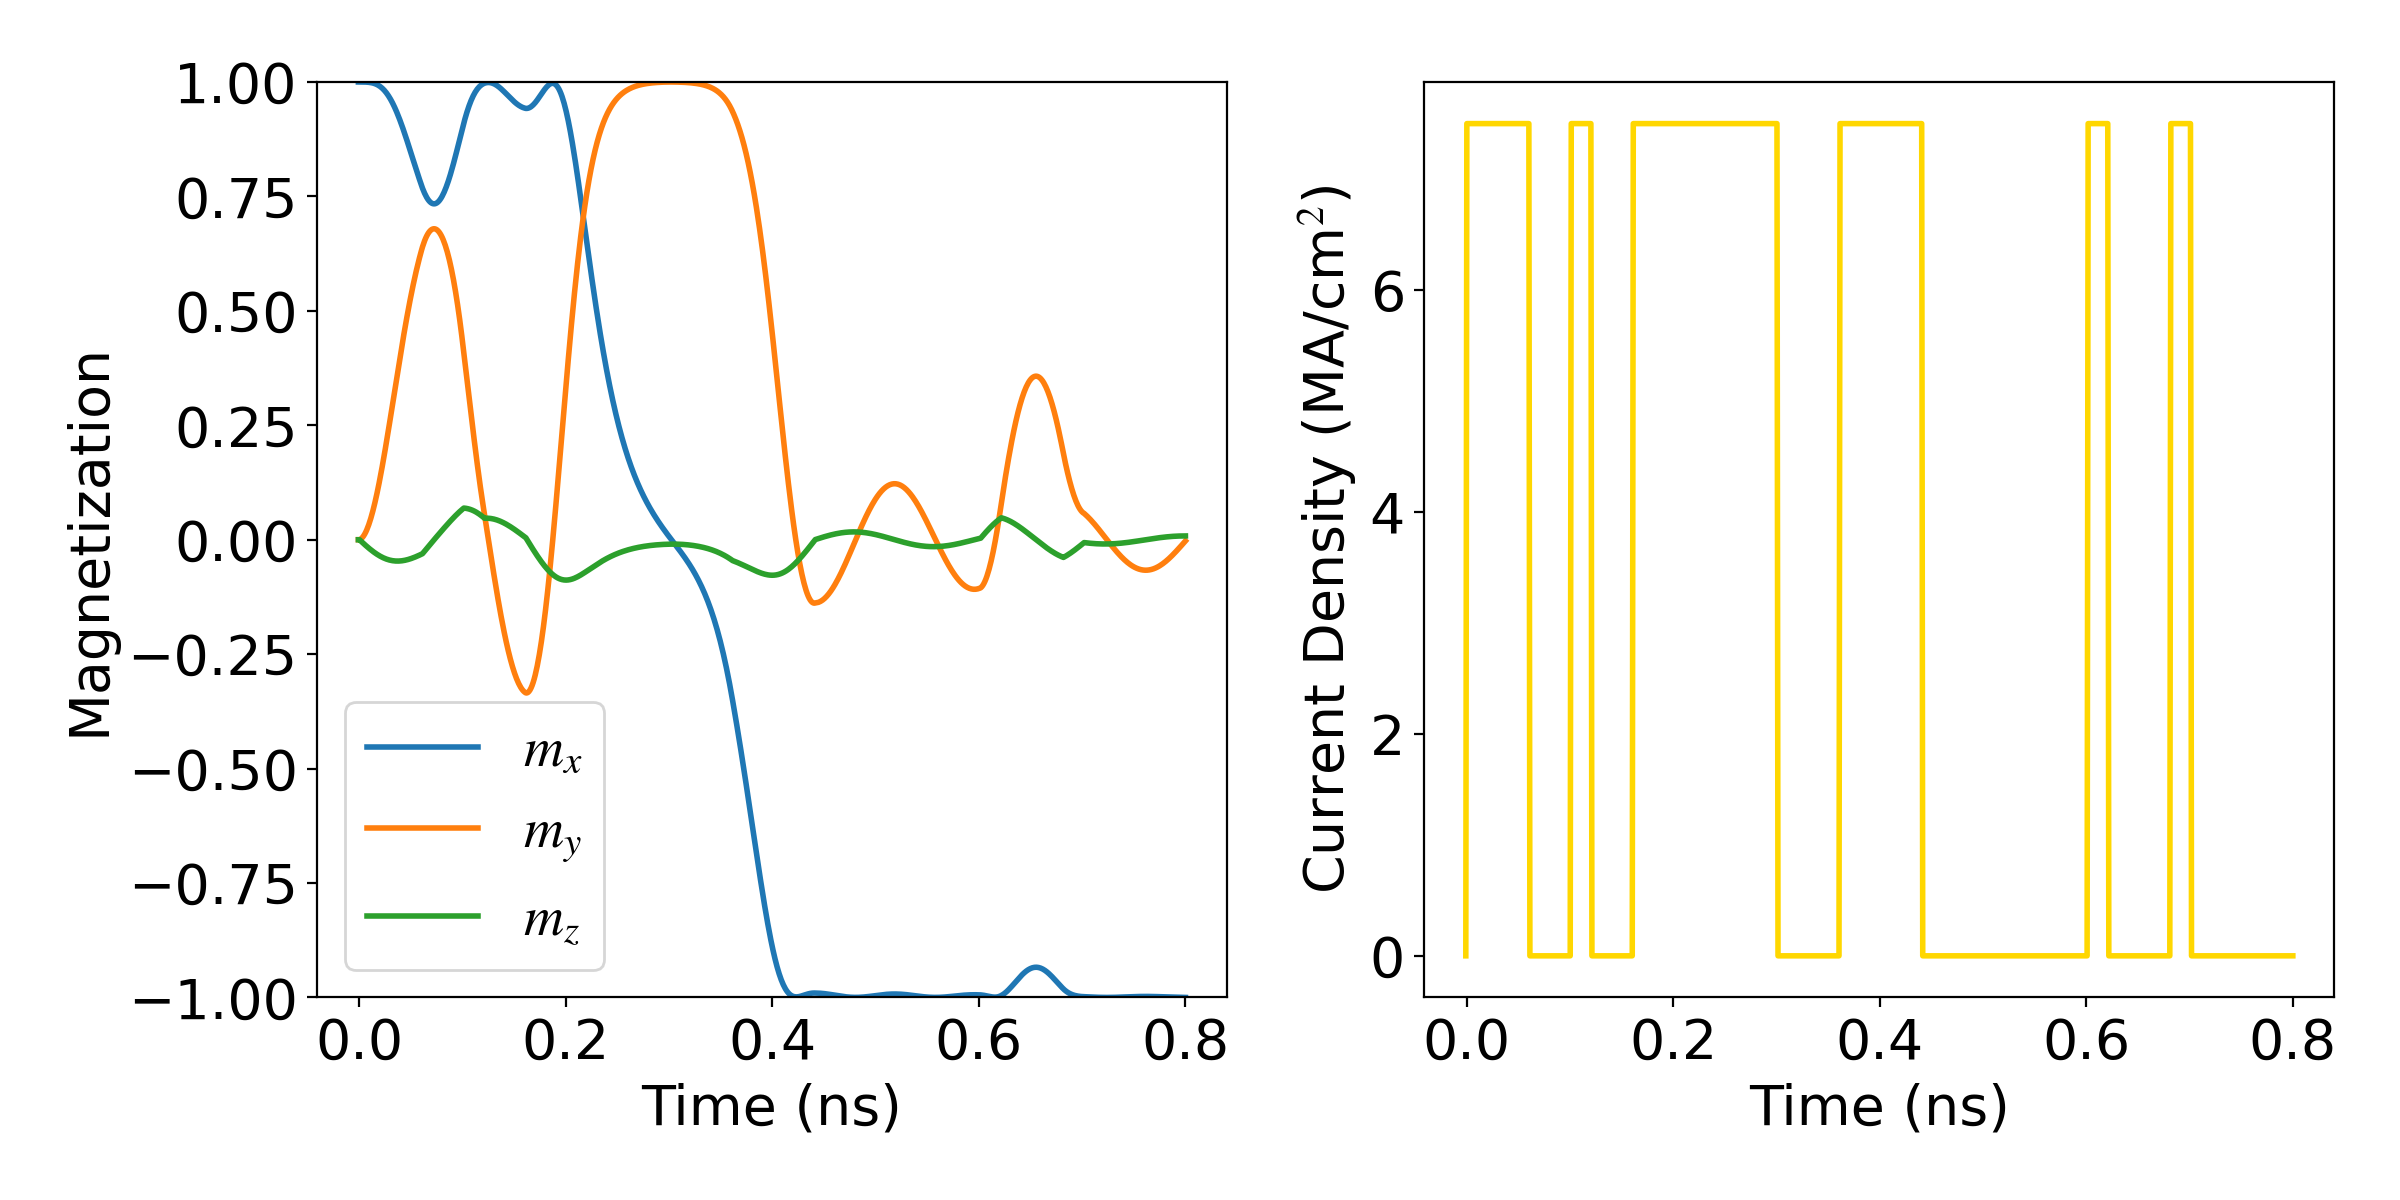 1.00
0.75
0.50
0.25
0.00
−0.25
−0.50
−0.75
−1.00
Magnetization
m_x
m_y
m_z
0.0 0.2 0.4 0.6 0.8
Time (ns)
6
4
2
0
Current Density (MA/cm²)
0.0 0.2 0.4 0.6 0.8
Time (ns)